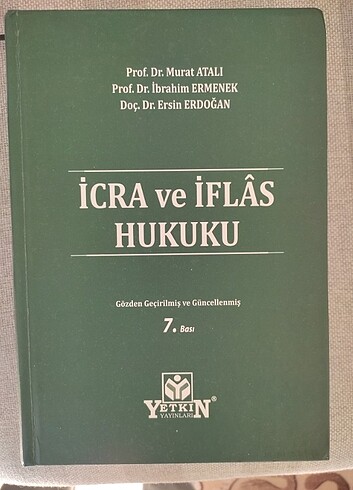 Prof. Dr. Murat ATALI
Prof. Dr. İbrahim ERMENEK
Doç. Dr. Ersin ERDOĞAN
İCRA ve İFLÂS
HUKUKU
Gözden Geçirilmiş ve Güncellenmiş
7. Bası
YETKİN®
YAYINLARI